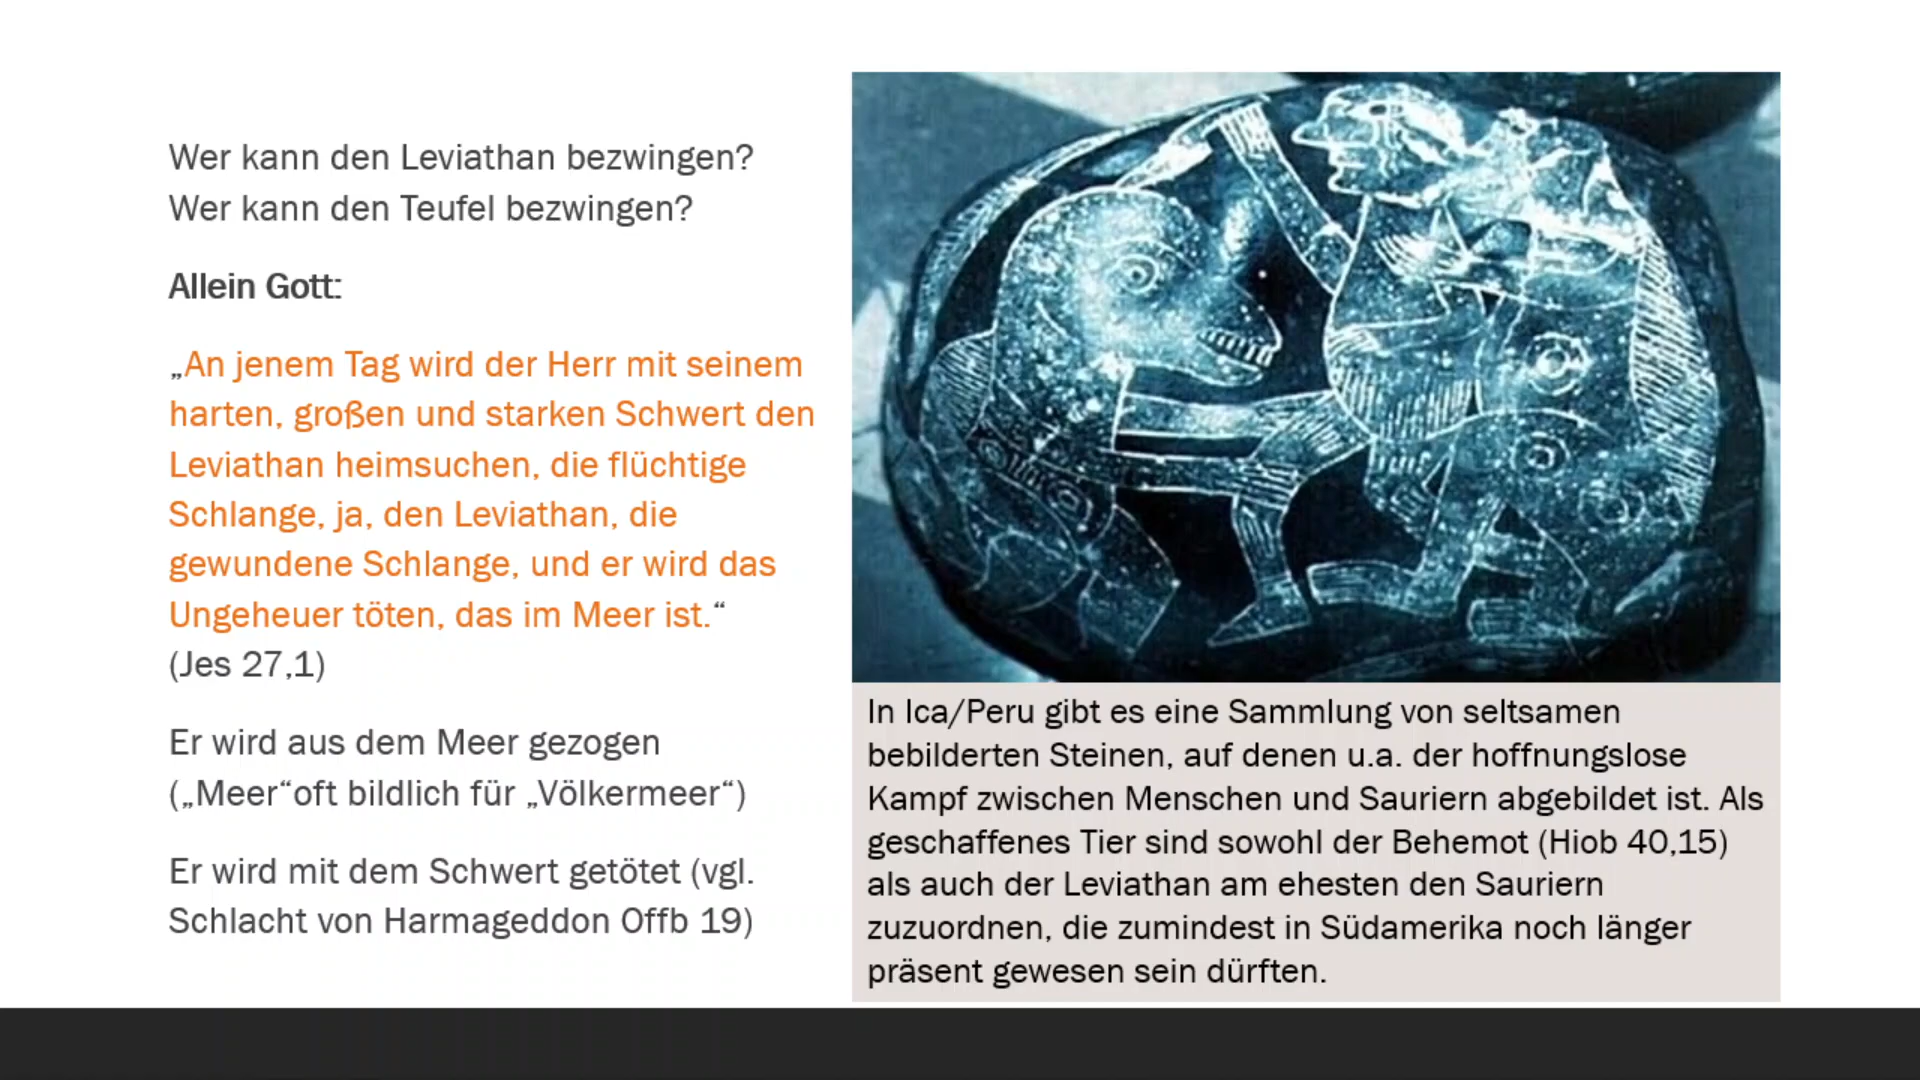 Wer kann den Leviathan bezwingen?
Wer kann den Teufel bezwingen?
Allein Gott:
„An jenem Tag wird der Herr mit seinem
harten, großen und starken Schwert den
Leviathan heimsuchen, die flüchtige
Schlange, ja, den Leviathan, die
gewundene Schlange, und er wird das
Ungeheuer töten, das im Meer ist.“
(Jes 27,1)
Er wird aus dem Meer gezogen
(„Meer“oft bildlich für „Völkermeer“)
Er wird mit dem Schwert getötet (vgl.
Schlacht von Harmageddon Offb 19)
In Ica/Peru gibt es eine Sammlung von seltsamen
bebilderten Steinen, auf denen u.a. der hoffnungslose
Kampf zwischen Menschen und Sauriern abgebildet ist. Als
geschaffenes Tier sind sowohl der Behemot (Hiob 40,15)
als auch der Leviathan am ehesten den Sauriern
zuzuordnen, die zumindest in Südamerika noch länger
präsent gewesen sein dürften.